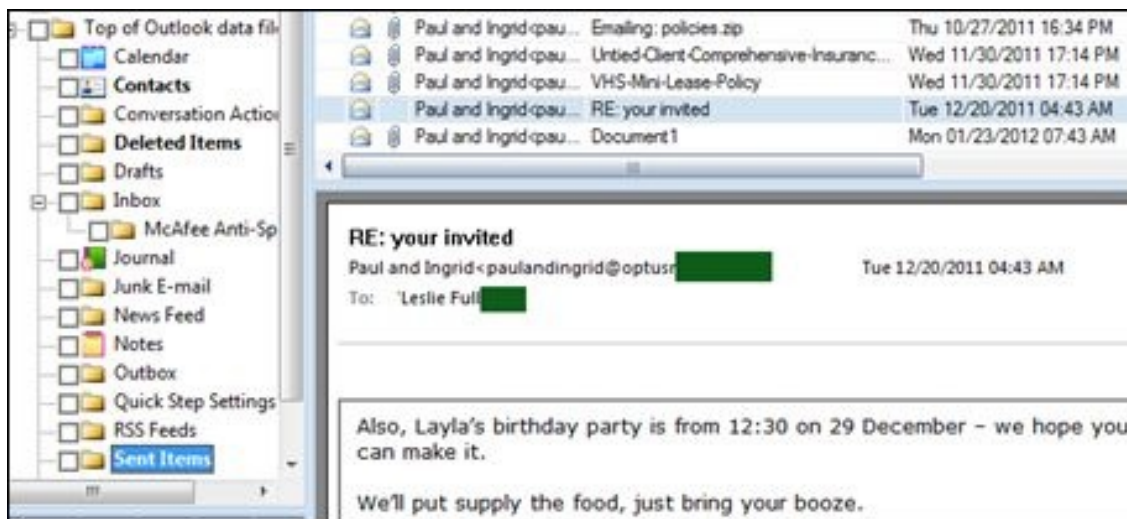 Top of Outlook data file
Calendar
Contacts
Conversation Action
Deleted Items
Drafts
Inbox
McAfee Anti-Sp
Journal
Junk E-mail
News Feed
Notes
Outbox
Quick Step Settings
RSS Feeds
Sent Items
Paul and Ingrid<pau... Emailing: policies.zip Thu 10/27/2011 16:34 PM
Paul and Ingrid<pau... Untied-Client-Comprehensive-Insuranc... Wed 11/30/2011 17:14 PM
Paul and Ingrid<pau... VHS-Mini-Lease-Policy Wed 11/30/2011 17:14 PM
Paul and Ingrid<pau... RE: your invited Tue 12/20/2011 04:43 AM
Paul and Ingrid<pau... Document1 Mon 01/23/2012 07:43 AM
RE: your invited
Paul and Ingrid<paulandingrid@optusn Tue 12/20/2011 04:43 AM
To: 'Leslie Full
Also, Layla's birthday party is from 12:30 on 29 December – we hope you
can make it.
We'll put supply the food, just bring your booze.